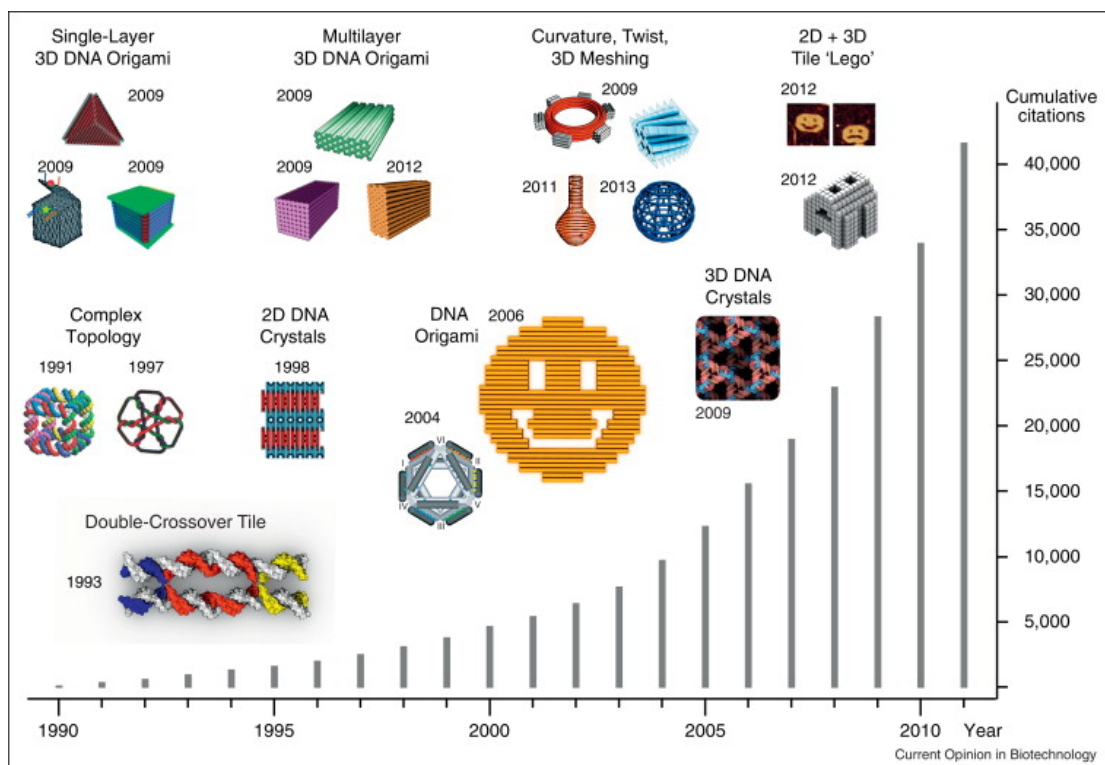 Single-Layer
3D DNA Origami
2009
2009
2009
Multilayer
3D DNA Origami
2009
2009
2012
Curvature, Twist,
3D Meshing
2009
2011
2013
2D + 3D
Tile 'Lego'
2012
2012
Cumulative
citations
40,000
35,000
30,000
25,000
20,000
15,000
10,000
5,000
Complex
Topology
1991
1997
2D DNA
Crystals
1998
DNA
Origami
2006
2004
VI
I
II
IV
V
III
3D DNA
Crystals
2009
Double-Crossover Tile
1993
1990
1995
2000
2005
2010
Year
Current Opinion in Biotechnology